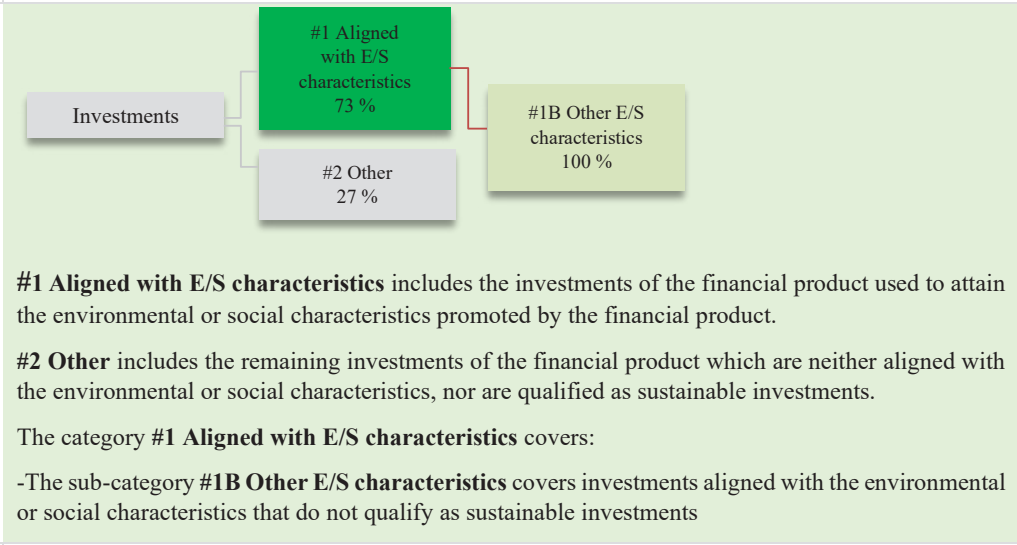 #1 Aligned
with E/S
characteristics
73 %
Investments
#1B Other E/S
characteristics
100 %
#2 Other
27 %
#1 Aligned with E/S characteristics includes the investments of the financial product used to attain
the environmental or social characteristics promoted by the financial product.
#2 Other includes the remaining investments of the financial product which are neither aligned with
the environmental or social characteristics, nor are qualified as sustainable investments.
The category #1 Aligned with E/S characteristics covers:
-The sub-category #1B Other E/S characteristics covers investments aligned with the environmental
or social characteristics that do not qualify as sustainable investments